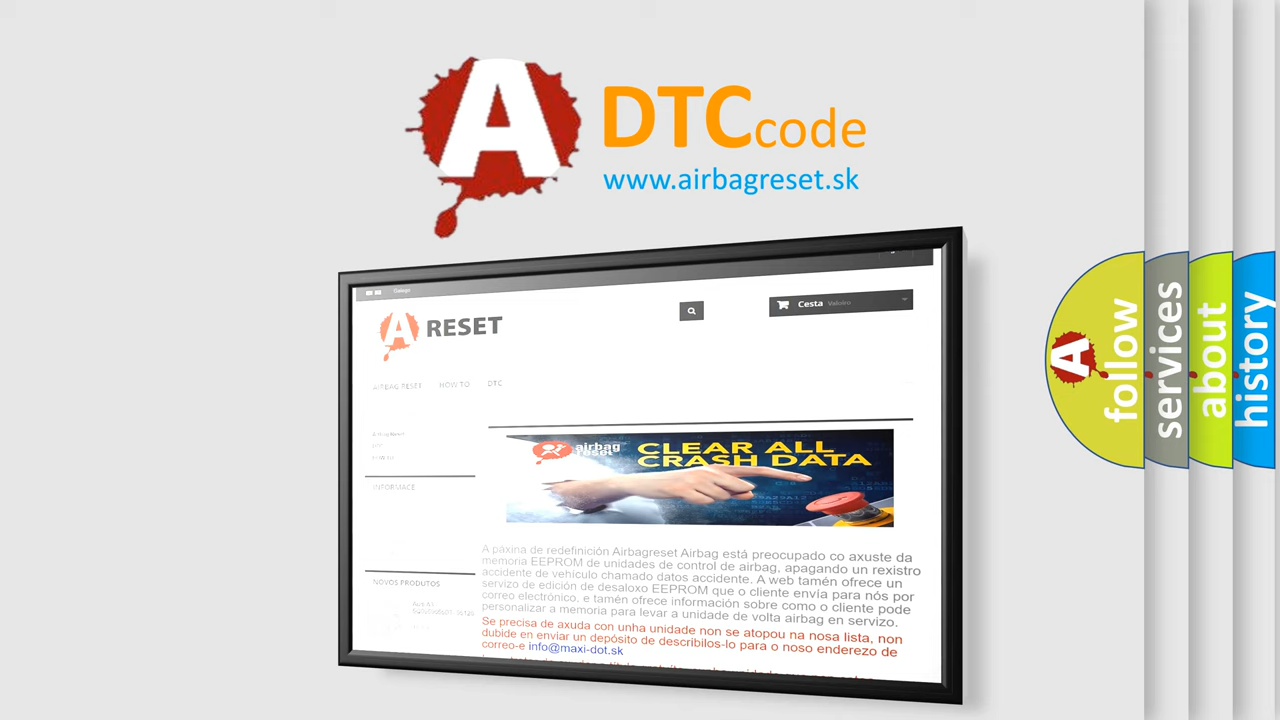 A
DTCcode
www.airbagreset.sk
Galego
A RESET
Cesta Valeiro
AIRBAG RESET HOW TO DTC
INFORMACE
NOVOS PRODUTOS
airbag
reset
CLEAR ALL
CRASH DATA
A páxina de redefinición Airbagreset Airbag está preocupado co axuste da
memoria EEPROM de unidades de control de airbag, apagando un rexistro
accidente de vehículo chamado datos accidente. A web tamén ofrece un
servizo de edición de desaloxo EEPROM que o cliente envía para nós por
correo electrónico, e tamén ofrece información sobre como o cliente pode
personalizar a memoria para levar a unidade de volta airbag en servizo.
Se precisa de axuda con unha unidade non se atopou na nosa lista, non
dubide en enviar un depósito de describilos-lo para o noso enderezo de
correo-e info@maxi-dot.sk
A
follow
services
about
history